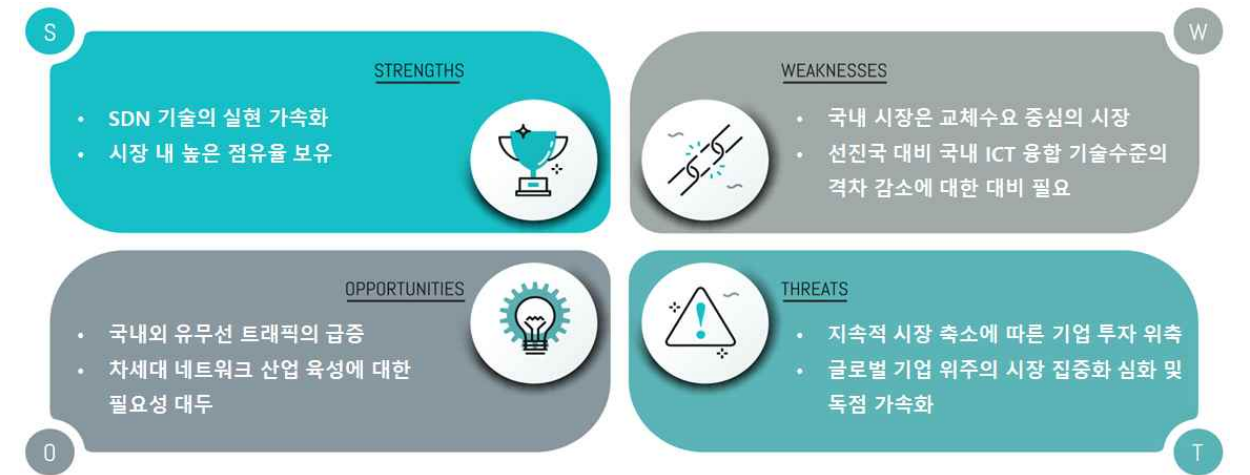 S
STRENGTHS
• SDN 기술의 실현 가속화
• 시장 내 높은 점유율 보유
W
WEAKNESSES
• 국내 시장은 교체수요 중심의 시장
• 선진국 대비 국내 ICT 융합 기술수준의
격차 감소에 대한 대비 필요
O
OPPORTUNITIES
• 국내외 유무선 트래픽의 급증
• 차세대 네트워크 산업 육성에 대한
필요성 대두
T
THREATS
• 지속적 시장 축소에 따른 기업 투자 위축
• 글로벌 기업 위주의 시장 집중화 심화 및
독점 가속화